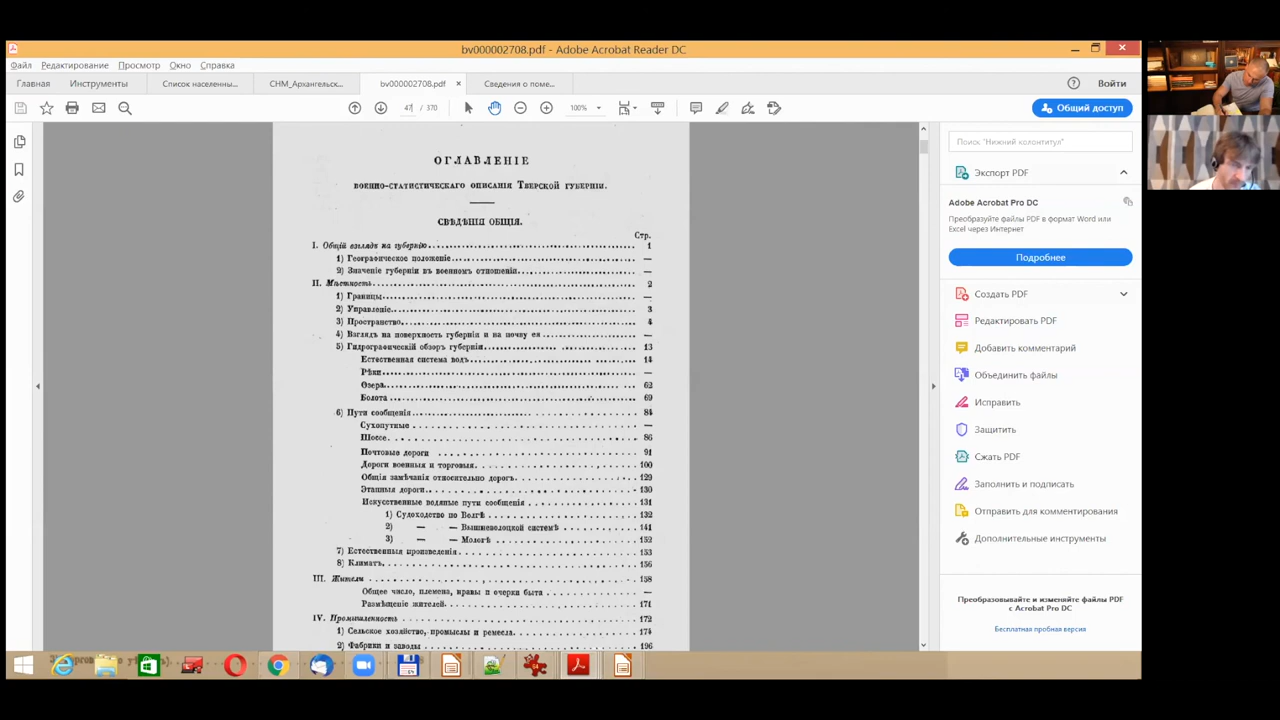 bv000002708.pdf - Adobe Acrobat Reader DC
Файл Редактирование Просмотр Окно Справка
Главная Инструменты Список населенны... СНМ_Архангельск... bv000002708.pdf × Сведения о поме... Войти
47 / 370 100% Общий доступ
ОГЛАВЛЕНІЕ
ВОЕННО-СТАТИСТИЧЕСКАГО ОПИСАНІЯ ТВЕРСКОЙ ГУБЕРНІИ.
СВѢДѢНІЯ ОБЩІЯ.
Стр.
I. Общій взглядъ на губернію 1
1) Географическое положеніе —
2) Значеніе губерніи въ военномъ отношеніи —
II. Мѣстность 2
1) Границы —
2) Управленіе 3
3) Пространство 4
4) Взглядъ на поверхность губерніи и на почву ея —
5) Гидрографическій обзоръ губерніи 13
Естественная система водъ 14
Рѣки —
Озера 62
Болота 69
6) Пути сообщенія 84
Сухопутные —
Шоссе 86
Почтовыя дороги 91
Дороги военныя и торговыя 100
Общія замѣчанія относительно дорогъ 129
Этапныя дороги 130
Искусственные водяные пути сообщенія 131
1) Судоходство по Волгѣ 132
2) — — Вышневолоцкой системѣ 141
3) — — Мологѣ 152
7) Естественныя произведенія 153
8) Климатъ 156
III. Жители 158
Общее число, племена, нравы и очерки быта —
Размѣщеніе жителей 171
IV. Промышленность 172
1) Сельское хозяйство, промыслы и ремесла 174
2) Фабрики и заводы 196
Поиск "Нижний колонтитул"
Экспорт PDF
Adobe Acrobat Pro DC
Преобразуйте файлы PDF в формат Word или
Excel через Интернет
Подробнее
Создать PDF
Редактировать PDF
Добавить комментарий
Объединить файлы
Исправить
Защитить
Сжать PDF
Заполнить и подписать
Отправить для комментирования
Дополнительные инструменты
Преобразовывайте и изменяйте файлы PDF
с Acrobat Pro DC
Бесплатная пробная версия